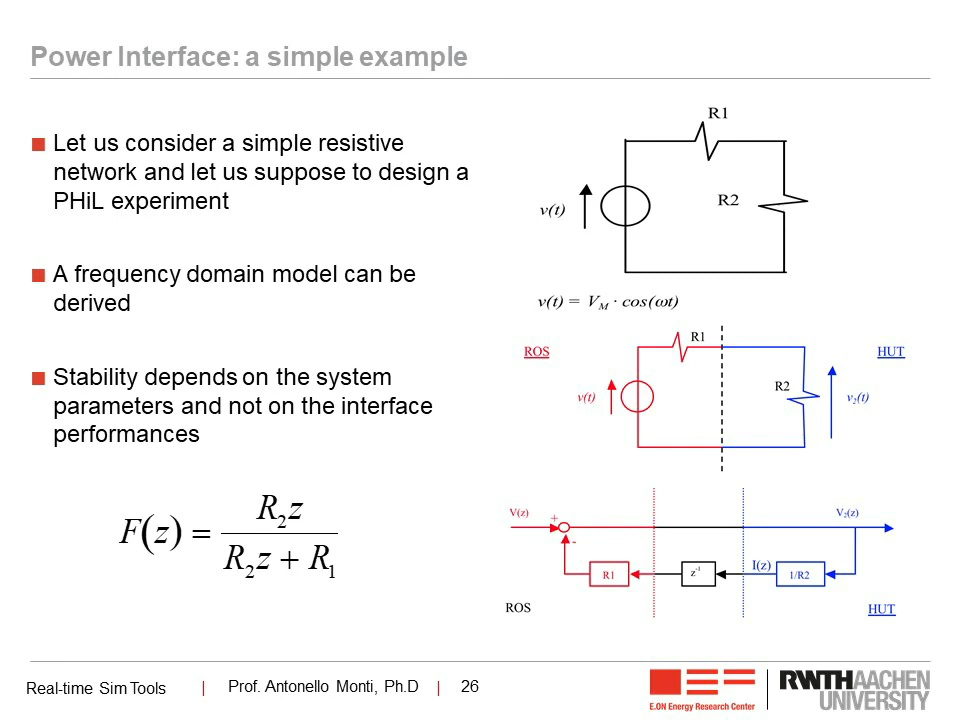 Power Interface: a simple example
■ Let us consider a simple resistive
network and let us suppose to design a
PHiL experiment
■ A frequency domain model can be
derived
■ Stability depends on the system
parameters and not on the interface
performances
F(z) = R₂z / (R₂z + R₁)
R1
R2
v(t)
v(t) = V_M · cos(ωt)
ROS
R1
HUT
v(t)
R2
v₂(t)
V(z)
+
-
V₂(z)
R1
z⁻¹
I(z)
1/R2
ROS
HUT
Real-time Sim Tools | Prof. Antonello Monti, Ph.D | 26
E.ON Energy Research Center
RWTHAACHEN
UNIVERSITY